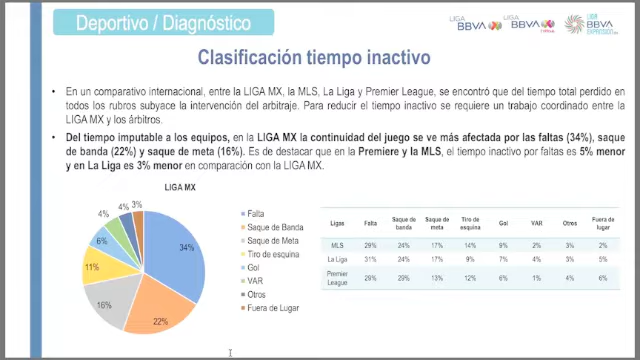 Deportivo / Diagnóstico
LIGA BBVA MX
LIGA BBVA MX
LIGA BBVA EXPANSIÓN
Clasificación tiempo inactivo
• En un comparativo internacional, entre la LIGA MX, la MLS, La Liga y Premier League, se encontró que del tiempo total perdido en
todos los rubros subyace la intervención del arbitraje. Para reducir el tiempo inactivo se requiere un trabajo coordinado entre la
LIGA MX y los árbitros.
• Del tiempo imputable a los equipos, en la LIGA MX la continuidad del juego se ve más afectada por las faltas (34%), saque
de banda (22%) y saque de meta (16%). Es de destacar que en la Premiere y la MLS, el tiempo inactivo por faltas es 5% menor
y en La Liga es 3% menor en comparación con la LIGA MX.
LIGA MX
34%
22%
16%
11%
6%
4%
4%
3%
Falta
Saque de Banda
Saque de Meta
Tiro de esquina
Gol
VAR
Otros
Fuera de Lugar
Ligas Falta Saque de banda Saque de meta Tiro de esquina Gol VAR Otros Fuera de lugar
MLS 29% 24% 17% 14% 9% 2% 3% 2%
La Liga 31% 24% 17% 9% 7% 4% 3% 5%
Premier League 29% 29% 13% 12% 6% 1% 4% 6%